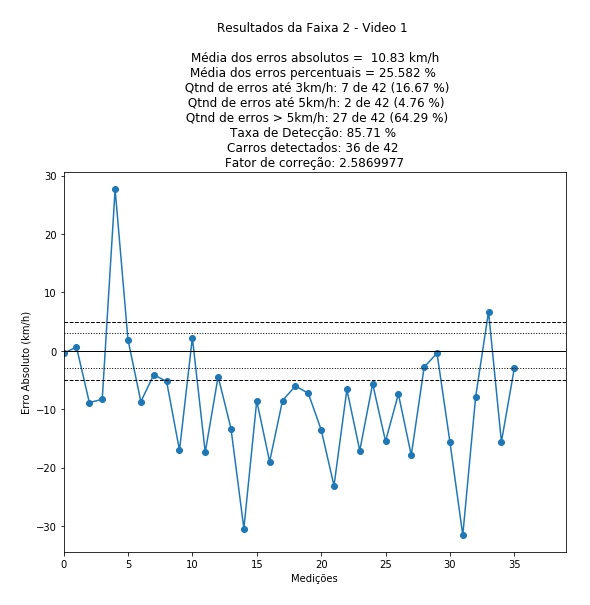 Resultados da Faixa 2 - Video 1
Média dos erros absolutos =  10.83 km/h
Média dos erros percentuais = 25.582 %
Qtnd de erros até 3km/h: 7 de 42 (16.67 %)
Qtnd de erros até 5km/h: 2 de 42 (4.76 %)
Qtnd de erros > 5km/h: 27 de 42 (64.29 %)
Taxa de Detecção: 85.71 %
Carros detectados: 36 de 42
Fator de correção: 2.5869977
30
20
10
0
−10
−20
−30
Erro Absoluto (km/h)
0 5 10 15 20 25 30 35
Medições